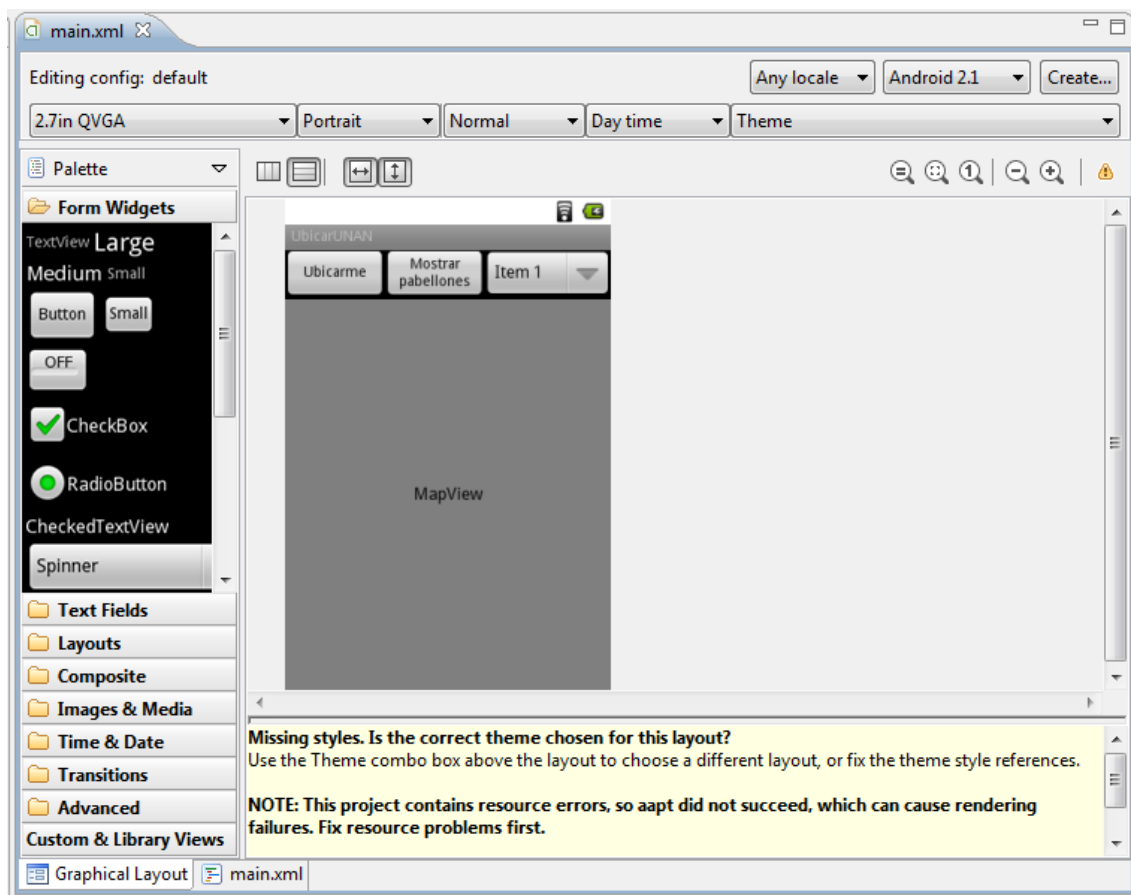 main.xml
Editing config: default
Any locale Android 2.1 Create...
2.7in QVGA Portrait Normal Day time Theme
Palette
Form Widgets
TextView Large
Medium Small
Button Small
OFF
CheckBox
RadioButton
CheckedTextView
Spinner
Text Fields
Layouts
Composite
Images & Media
Time & Date
Transitions
Advanced
Custom & Library Views
1
UbicarUNAN
Ubicarme
Mostrar
pabellones
Item 1
MapView
Missing styles. Is the correct theme chosen for this layout?
Use the Theme combo box above the layout to choose a different layout, or fix the theme style references.
NOTE: This project contains resource errors, so aapt did not succeed, which can cause rendering
failures. Fix resource problems first.
Graphical Layout main.xml